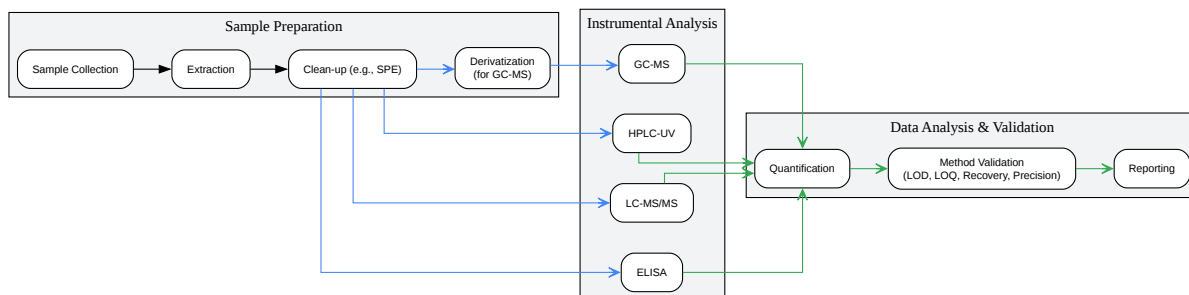 Sample Preparation
Sample Collection
Extraction
Clean-up (e.g., SPE)
Derivatization
(for GC-MS)
Instrumental Analysis
GC-MS
HPLC-UV
LC-MS/MS
ELISA
Data Analysis & Validation
Quantification
Method Validation
(LOD, LOQ, Recovery, Precision)
Reporting